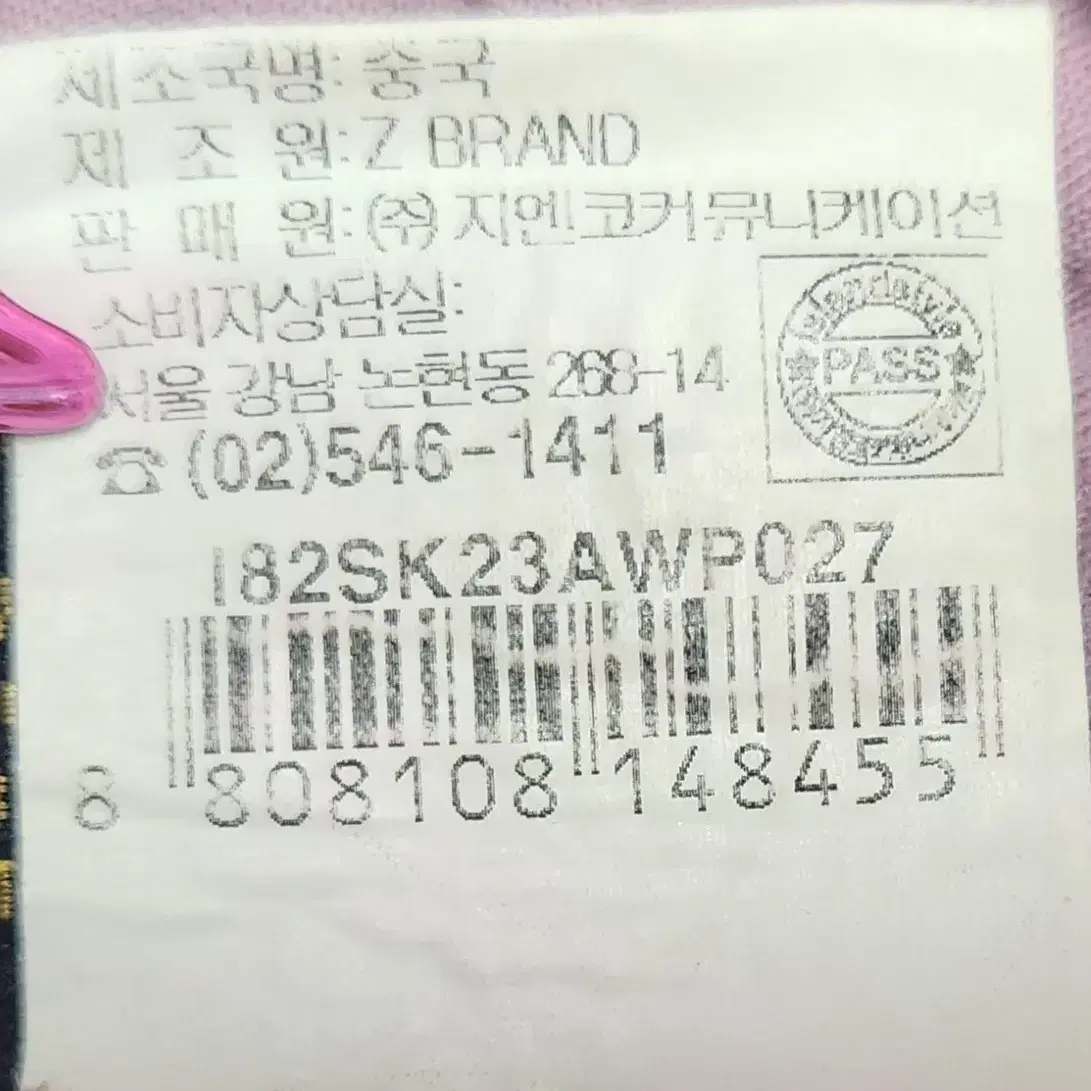 제조국명: 중국
제 조 원: Z BRAND
판 매 원: (주)지엔코커뮤니케이션
소비자상담실:
서울 강남 논현동 268-14
☎(02)546-1411
PASS
I82SK23AWP027
8 808108 148455